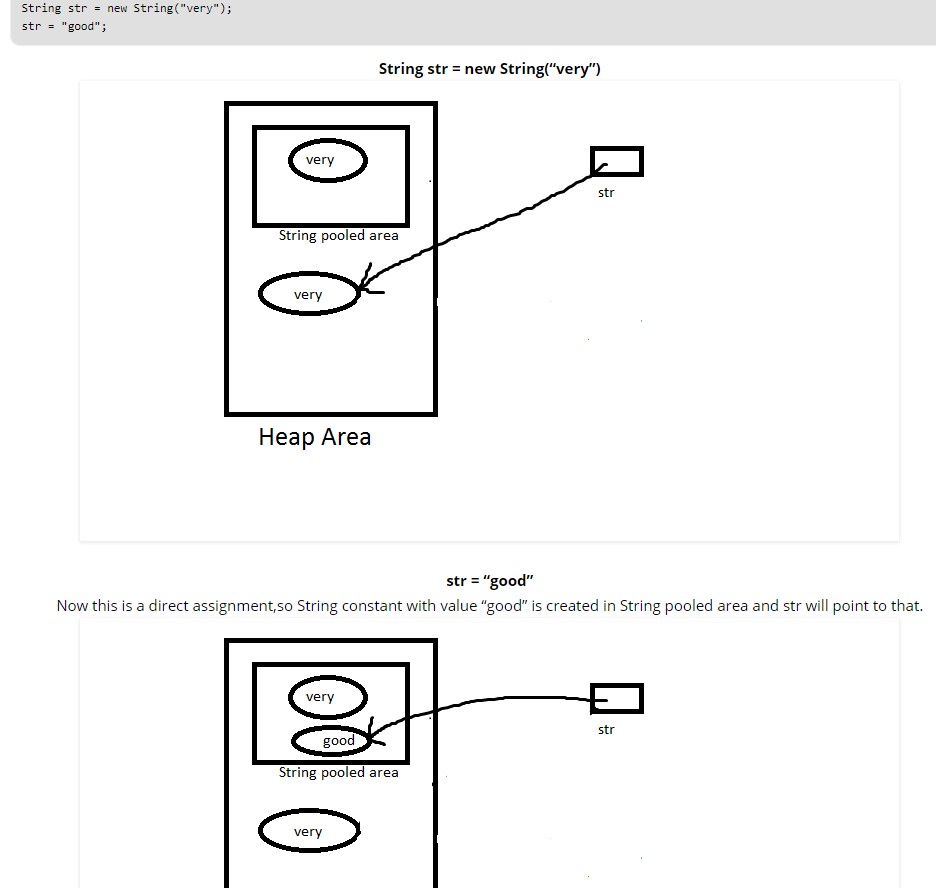 String str = new String("very");
str = "good";
String str = new String(“very”)
very
str
String pooled area
very
Heap Area
str = “good”
Now this is a direct assignment,so String constant with value “good” is created in String pooled area and str will point to that.
very
str
good
String pooled area
very